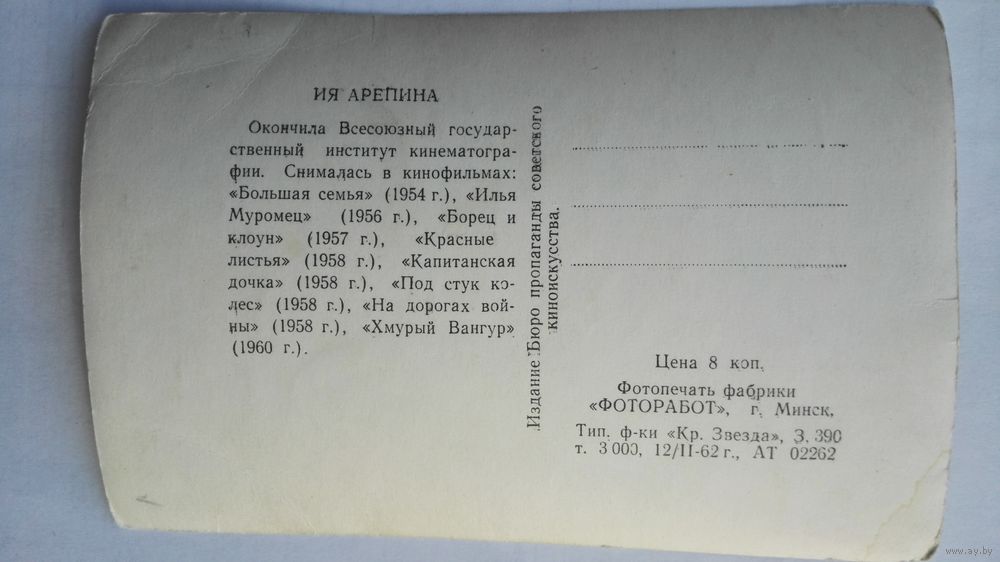 ИЯ АРЕПИНА
Окончила Всесоюзный государ-
ственный институт кинематогра-
фии. Снималась в кинофильмах:
«Большая семья» (1954 г.), «Илья
Муромец» (1956 г.), «Борец и
клоун» (1957 г.), «Красные
листья» (1958 г.), «Капитанская
дочка» (1958 г.), «Под стук ко-
лес» (1958 г.), «На дорогах вой-
ны» (1958 г.), «Хмурый Вангур»
(1960 г.).
Издание Бюро пропаганды советского
киноискусства.
Цена 8 коп.
Фотопечать фабрики
«ФОТОРАБОТ», г. Минск,
Тип. ф-ки «Кр. Звезда», З. 390
т. 3 000, 12/II-62 г., АТ 02262
www.ay.by